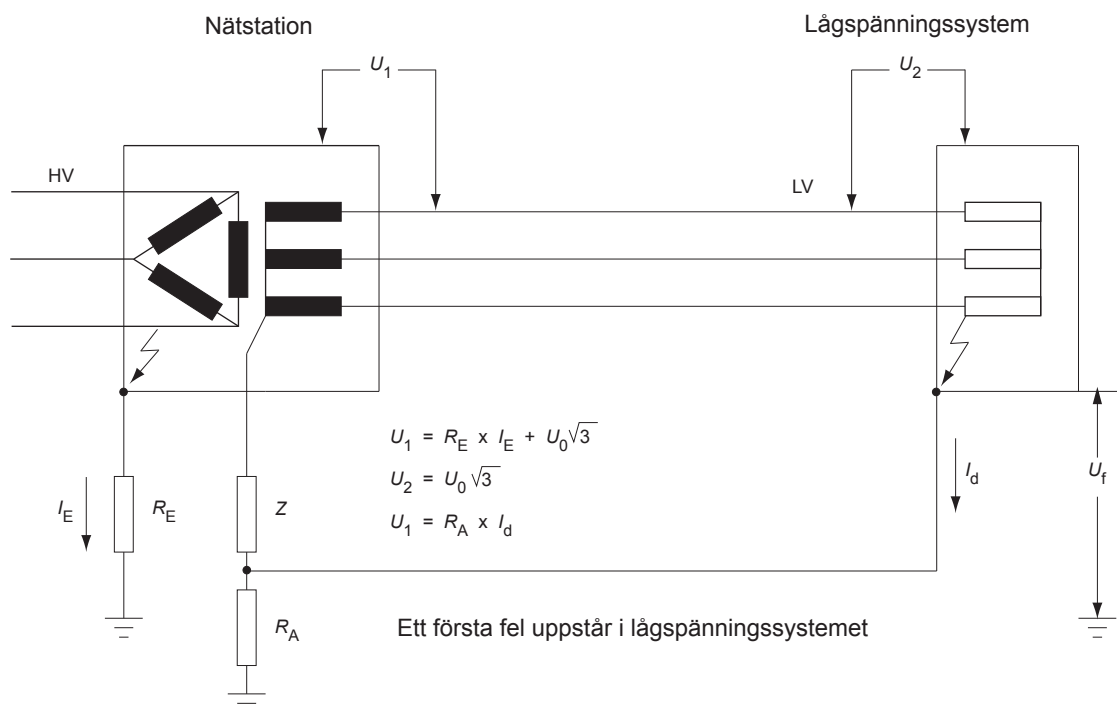 Nätstation
Lågspänningssystem
U1
U2
HV
LV
U1 = RE x IE + U0√3
U2 = U0√3
U1 = RA x Id
IE
RE
Z
Id
Uf
RA
Ett första fel uppstår i lågspänningssystemet